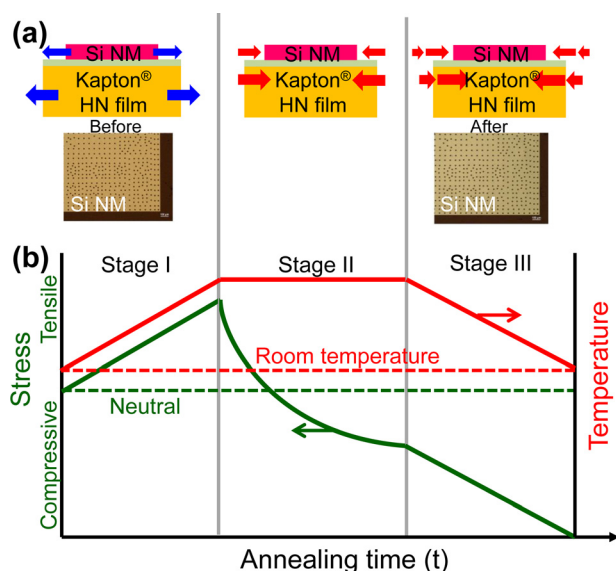 (a)
Si NM
Kapton®
HN film
Before
Si NM
Si NM
Kapton®
HN film
Si NM
Kapton®
HN film
After
Si NM
(b)
Stage I
Stage II
Stage III
Tensile
Stress
Compressive
Room temperature
Neutral
Temperature
Annealing time (t)